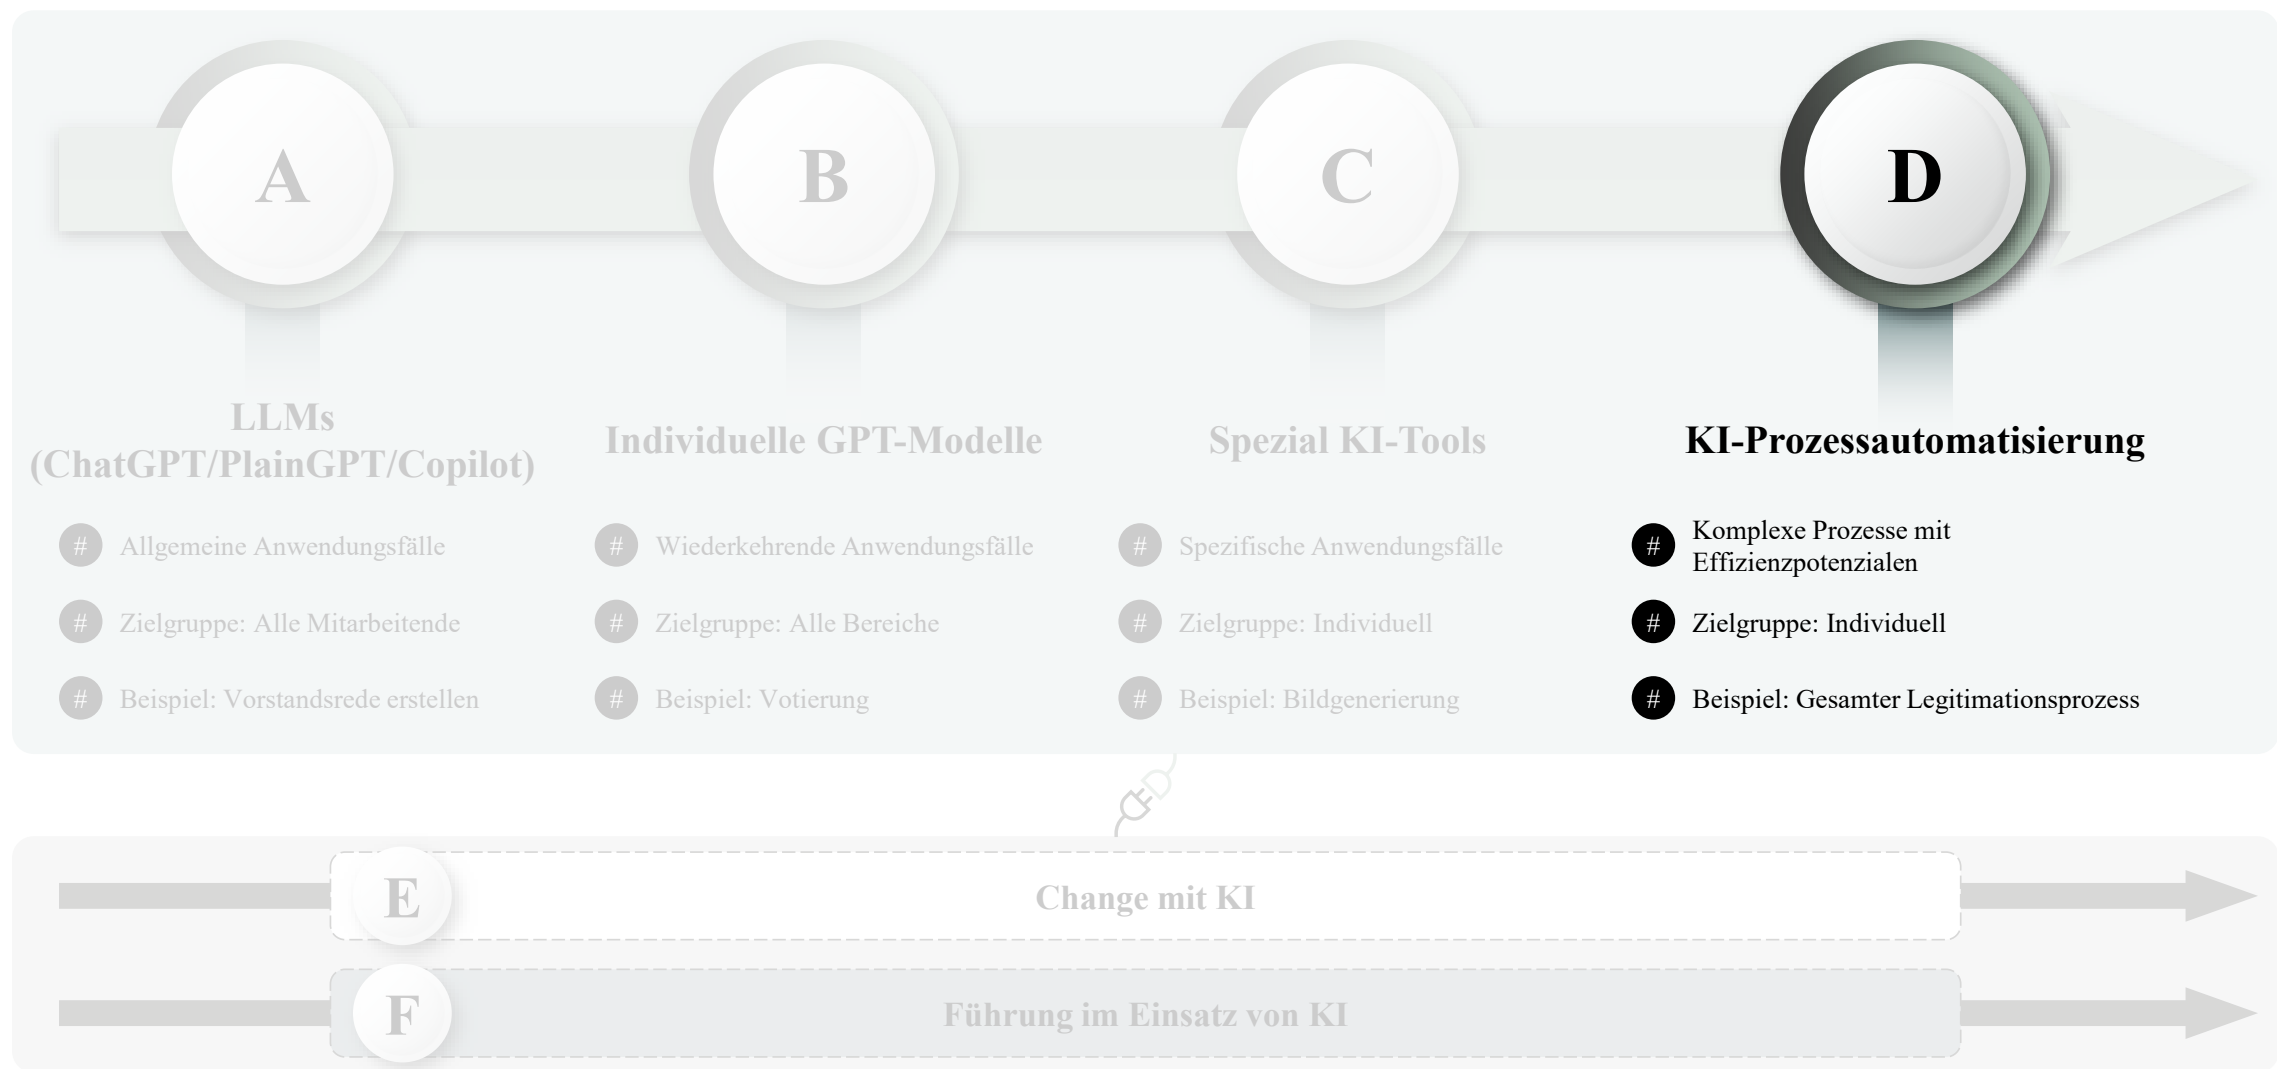 A
B
C
D
LLMs
(ChatGPT/PlainGPT/Copilot)
# Allgemeine Anwendungsfälle
# Zielgruppe: Alle Mitarbeitende
# Beispiel: Vorstandsrede erstellen
Individuelle GPT-Modelle
# Wiederkehrende Anwendungsfälle
# Zielgruppe: Alle Bereiche
# Beispiel: Votierung
Spezial KI-Tools
# Spezifische Anwendungsfälle
# Zielgruppe: Individuell
# Beispiel: Bildgenerierung
KI-Prozessautomatisierung
# Komplexe Prozesse mit
Effizienzpotenzialen
# Zielgruppe: Individuell
# Beispiel: Gesamter Legitimationsprozess
E
Change mit KI
F
Führung im Einsatz von KI